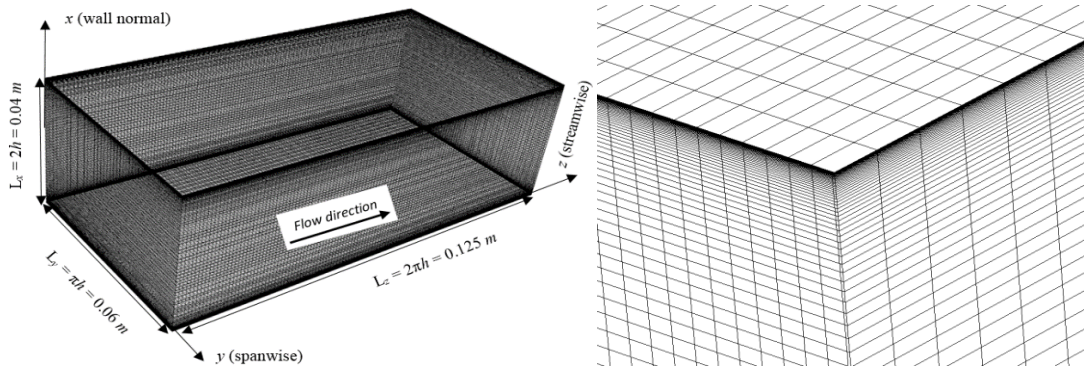 x (wall normal)
Lx = 2h = 0.04 m
z (streamwise)
Flow direction
Lz = 2πh = 0.125 m
Ly = πh = 0.06 m
y (spanwise)